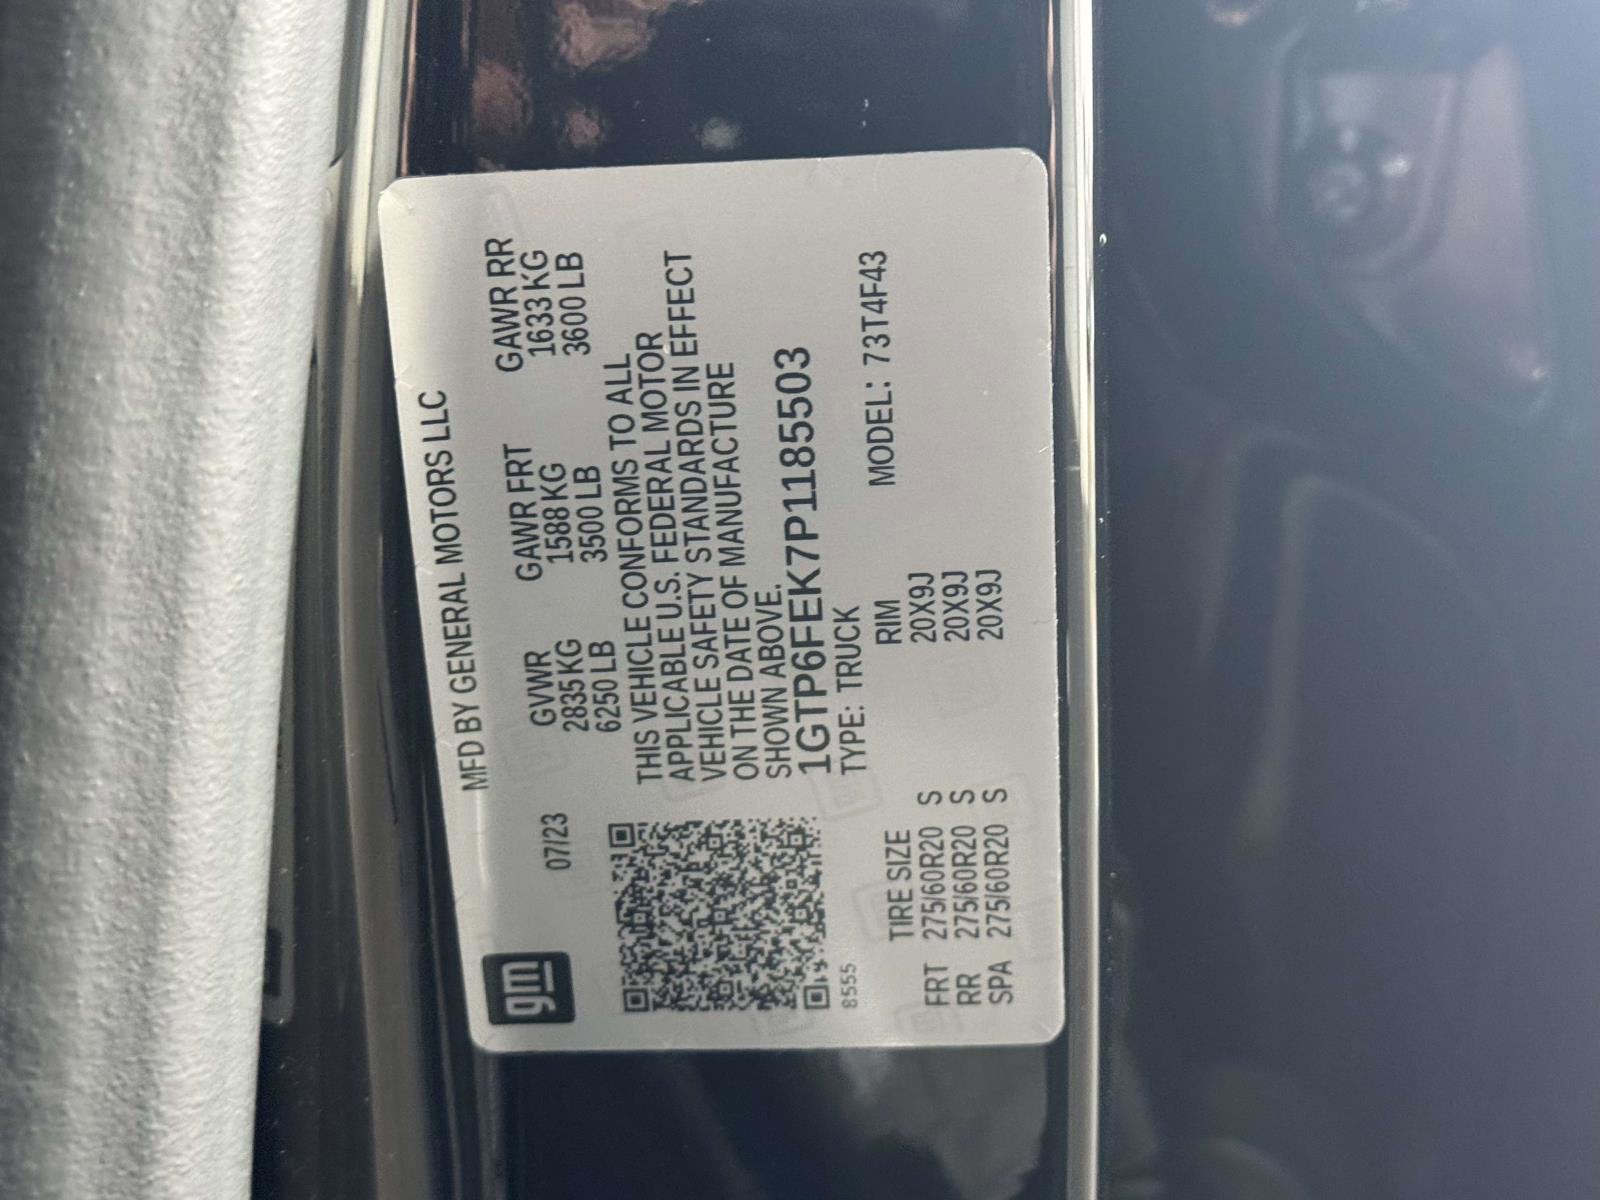 gm
MFD BY GENERAL MOTORS LLC
07/23 GVWR GAWR FRT GAWR RR
2835 KG 1588 KG 1633 KG
6250 LB 3500 LB 3600 LB
THIS VEHICLE CONFORMS TO ALL
APPLICABLE U.S. FEDERAL MOTOR
VEHICLE SAFETY STANDARDS IN EFFECT
ON THE DATE OF MANUFACTURE
SHOWN ABOVE.
1GTP6FEK7P1185503
8555 TYPE: TRUCK MODEL: 73T4F43
TIRE SIZE RIM
FRT 275/60R20 S 20X9J
RR 275/60R20 S 20X9J
SPA 275/60R20 S 20X9J